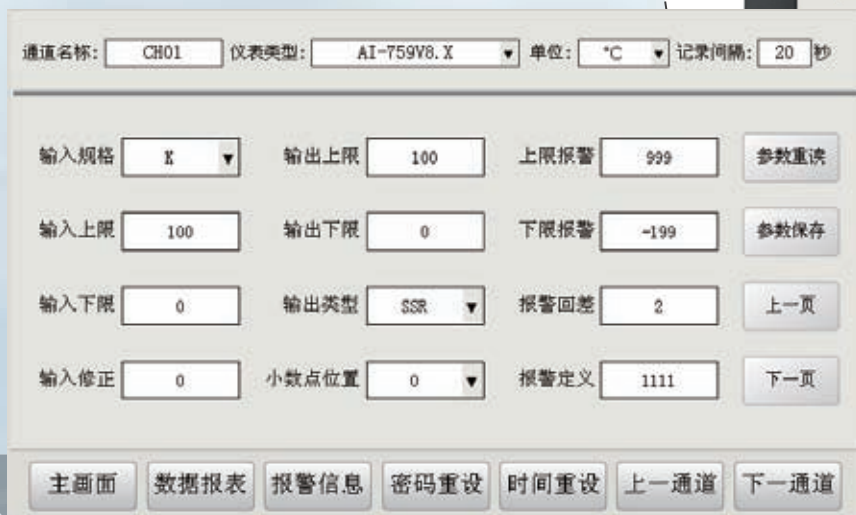 通道名称: CH01 仪表类型: AI-759V8.X 单位: °C 记录间隔: 20 秒
输入规格 K 输出上限 100 上限报警 999 参数重读
输入上限 100 输出下限 0 下限报警 -199 参数保存
输入下限 0 输出类型 SSR 报警回差 2 上一页
输入修正 0 小数点位置 0 报警定义 1111 下一页
主画面 数据报表 报警信息 密码重设 时间重设 上一通道 下一通道